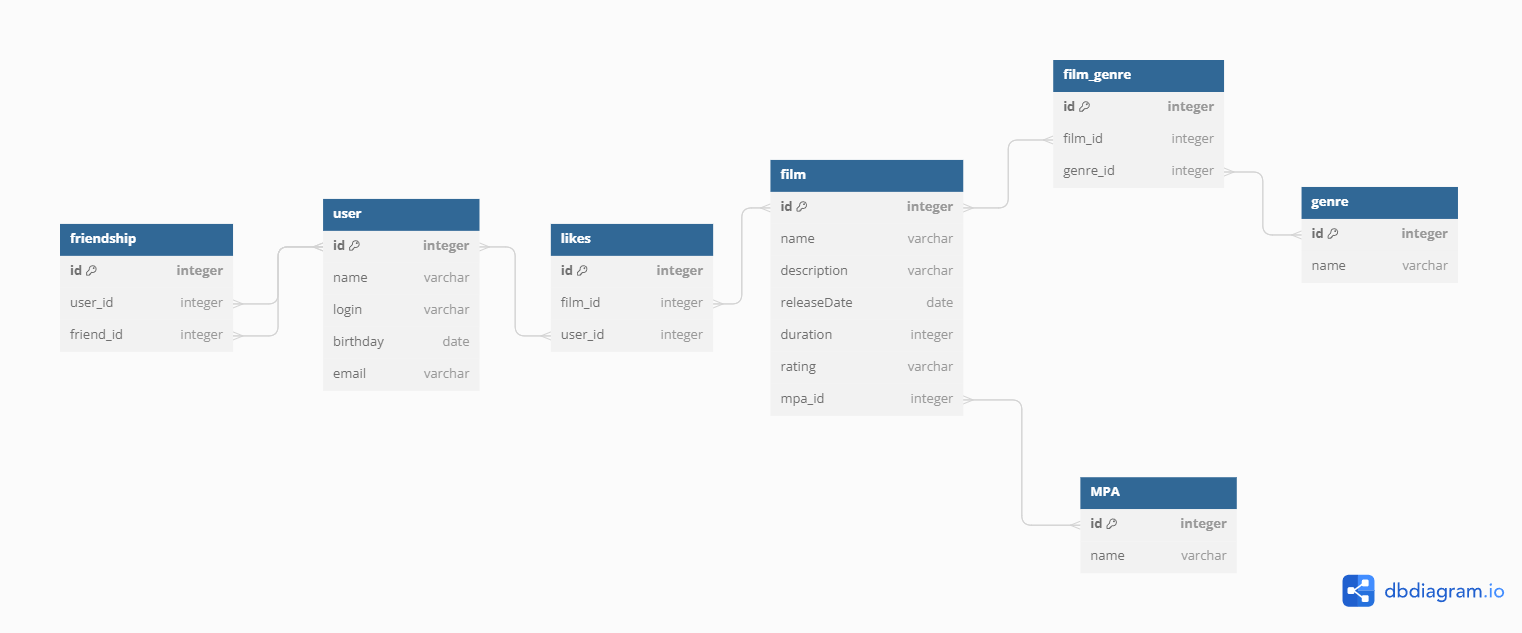 friendship
id integer
user_id integer
friend_id integer
user
id integer
name varchar
login varchar
birthday date
email varchar
likes
id integer
film_id integer
user_id integer
film
id integer
name varchar
description varchar
releaseDate date
duration integer
rating varchar
mpa_id integer
film_genre
id integer
film_id integer
genre_id integer
genre
id integer
name varchar
MPA
id integer
name varchar
dbdiagram.io